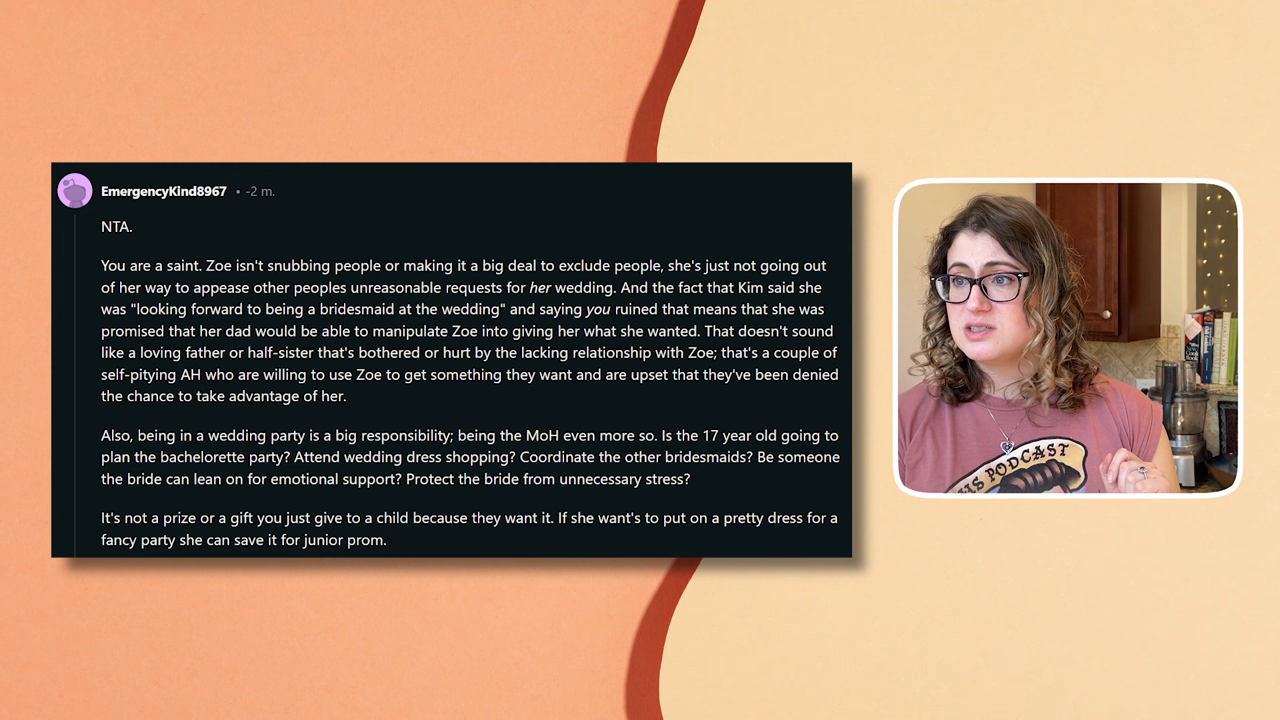 EmergencyKind8967 • -2 m.
NTA.
You are a saint. Zoe isn't snubbing people or making it a big deal to exclude people, she's just not going out
of her way to appease other peoples unreasonable requests for her wedding. And the fact that Kim said she
was "looking forward to being a bridesmaid at the wedding" and saying you ruined that means that she was
promised that her dad would be able to manipulate Zoe into giving her what she wanted. That doesn't sound
like a loving father or half-sister that's bothered or hurt by the lacking relationship with Zoe; that's a couple of
self-pitying AH who are willing to use Zoe to get something they want and are upset that they've been denied
the chance to take advantage of her.
Also, being in a wedding party is a big responsibility; being the MoH even more so. Is the 17 year old going to
plan the bachelorette party? Attend wedding dress shopping? Coordinate the other bridesmaids? Be someone
the bride can lean on for emotional support? Protect the bride from unnecessary stress?
It's not a prize or a gift you just give to a child because they want it. If she want's to put on a pretty dress for a
fancy party she can save it for junior prom.
PODCAST